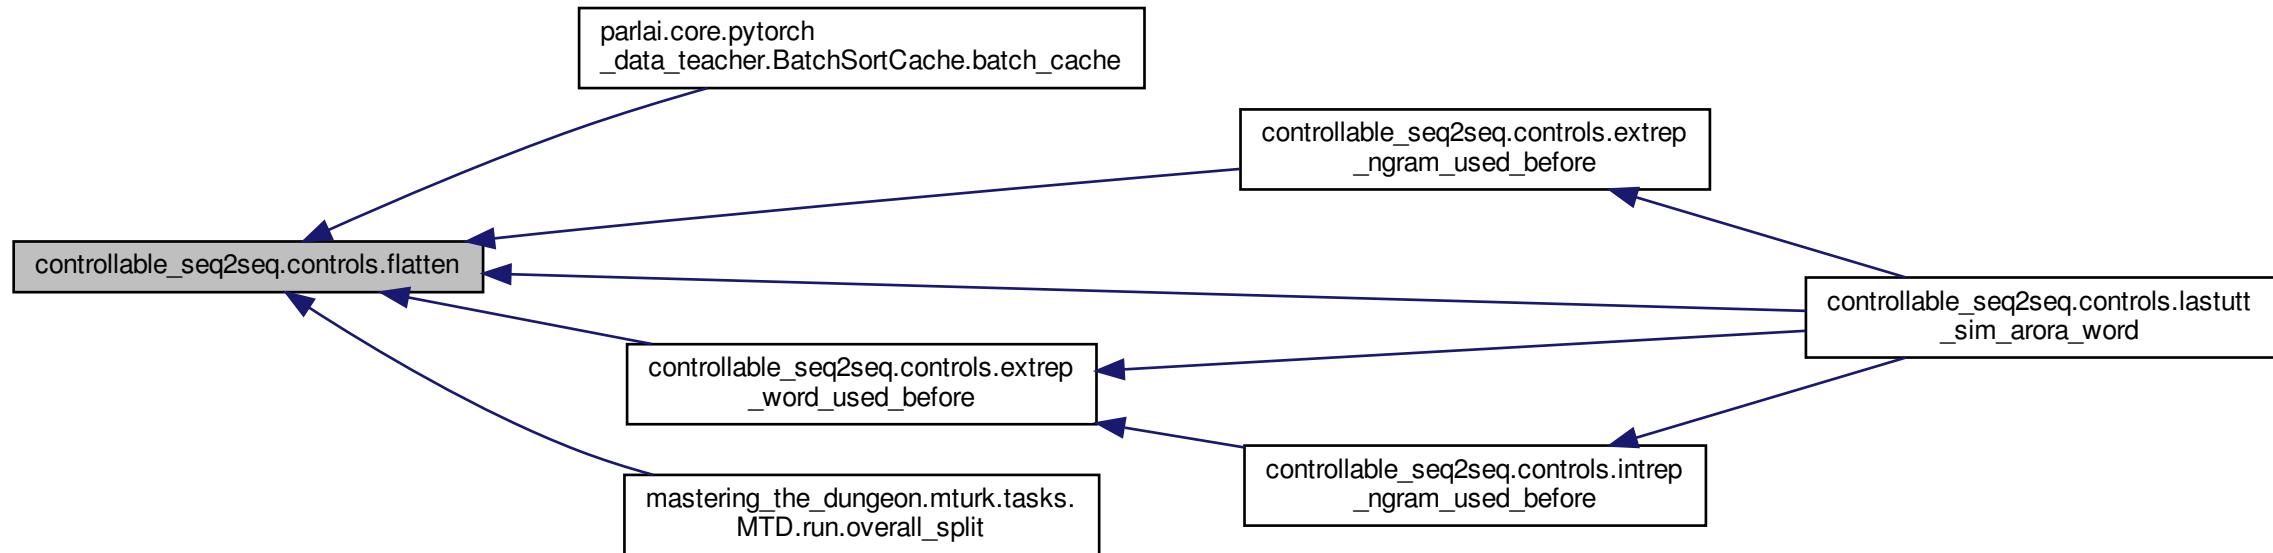 parlai.core.pytorch
_data_teacher.BatchSortCache.batch_cache
controllable_seq2seq.controls.extrep
_ngram_used_before
controllable_seq2seq.controls.flatten
controllable_seq2seq.controls.lastutt
_sim_arora_word
controllable_seq2seq.controls.extrep
_word_used_before
controllable_seq2seq.controls.intrep
_ngram_used_before
mastering_the_dungeon.mturk.tasks.
MTD.run.overall_split